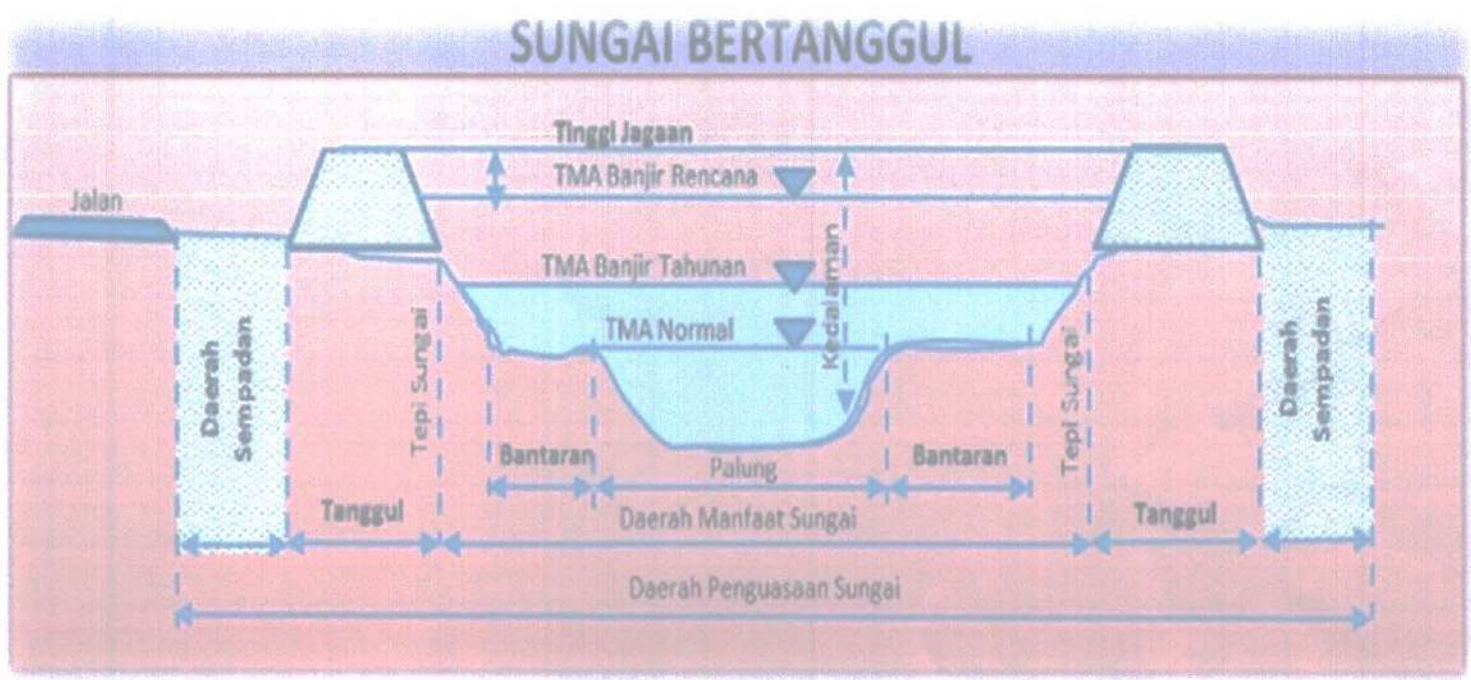 SUNGAI BERTANGGUL
Tinggi Jagaan
TMA Banjir Rencana
Jalan
TMA Banjir Tahunan
Kedalaman
TMA Normal
Daerah
Sempadan
Tepi Sungai
Tepi Sungai
Daerah
Sempadan
Bantaran
Palung
Bantaran
Tanggul
Daerah Manfaat Sungai
Tanggul
Daerah Penguasaan Sungai